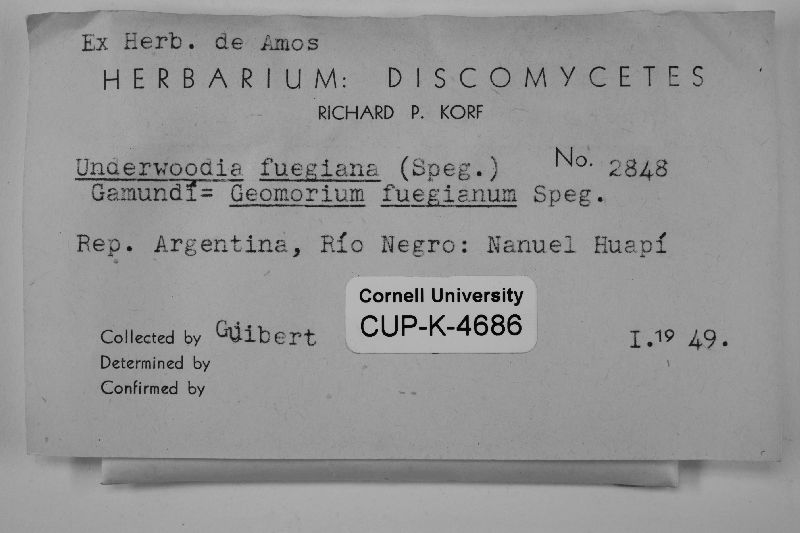 Ex Herb. de Amos
HERBARIUM: DISCOMYCETES
RICHARD P. KORF
Underwoodia fuegiana (Speg.) No. 2848
Gamundí= Geomorium fuegianum Speg.
Rep. Argentina, Río Negro: Nanuel Huapí
Cornell University
CUP-K-4686
Collected by Güibert I.19 49.
Determined by
Confirmed by